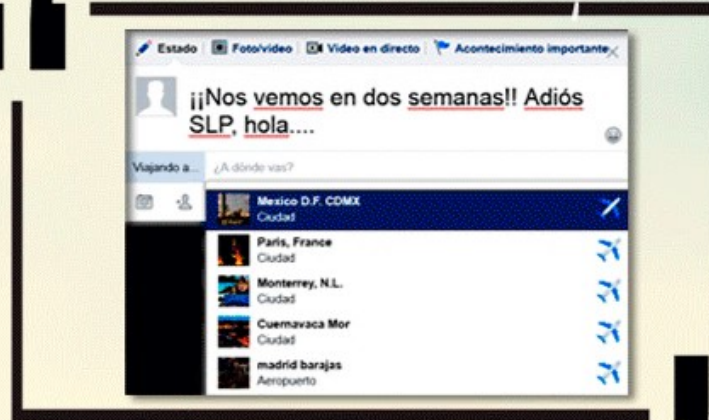 Estado Foto/video Video en directo Acontecimiento importante
¡¡Nos vemos en dos semanas!! Adiós
SLP, hola....
Viajando a... ¿A dónde vas?
Mexico D.F. CDMX
Ciudad
Paris, France
Ciudad
Monterrey, N.L.
Ciudad
Cuernavaca Mor
Ciudad
madrid barajas
Aeropuerto